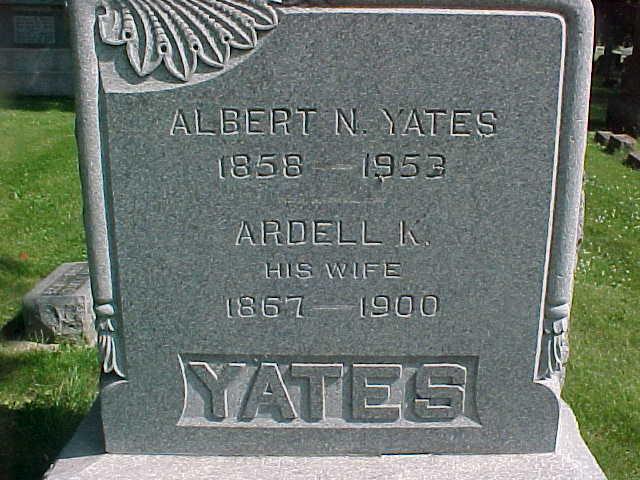 ALBERT N. YATES
1858 — 1953
ARDELL K.
HIS WIFE
1867 — 1900
YATES